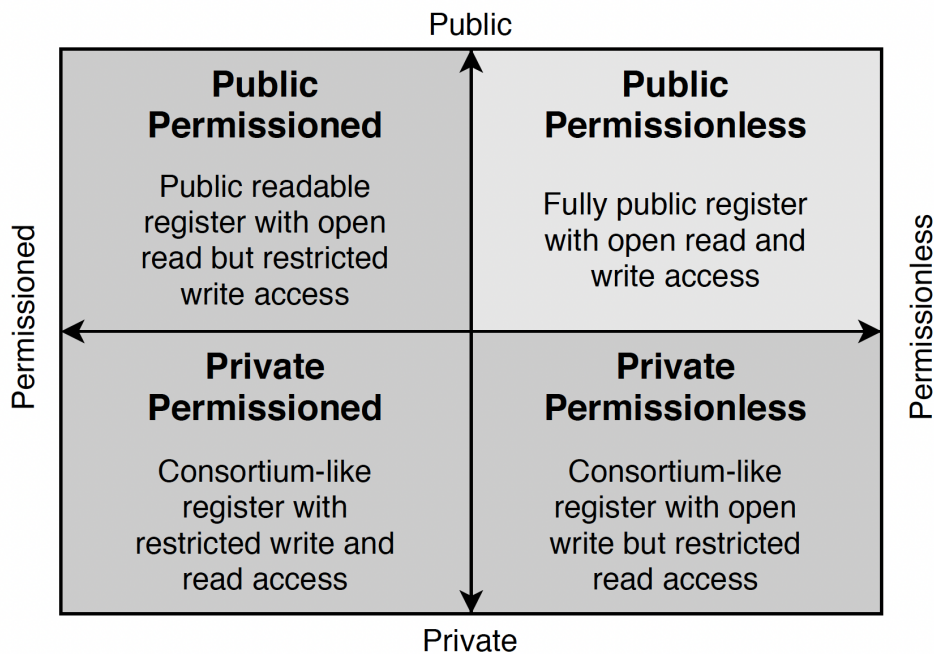 Public
Public
Permissioned
Public readable
register with open
read but restricted
write access
Public
Permissionless
Fully public register
with open read and
write access
Permissioned
Permissionless
Private
Permissioned
Consortium-like
register with
restricted write and
read access
Private
Permissionless
Consortium-like
register with open
write but restricted
read access
Private